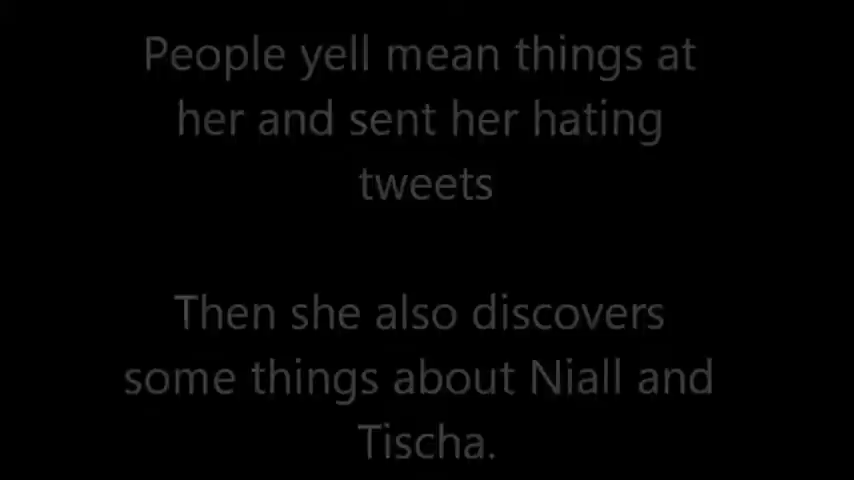 People yell mean things at
her and sent her hating
tweets
Then she also discovers
some things about Niall and
Tischa.